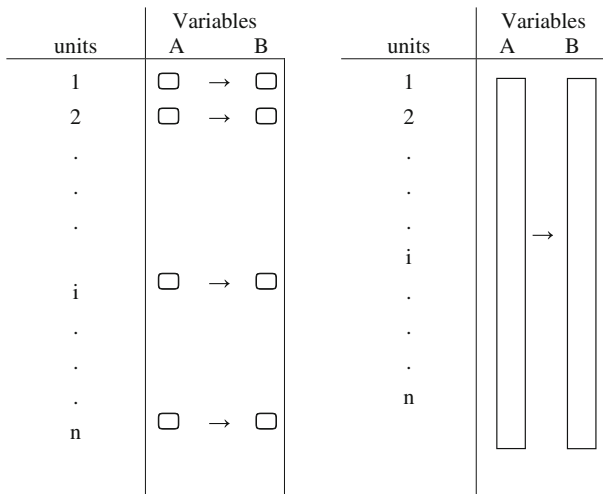 Variables
units A B
1 →
2 →
.
.
.
i →
.
.
.
n →
Variables
units A B
1
2
.
.
.
→
i
.
.
.
n